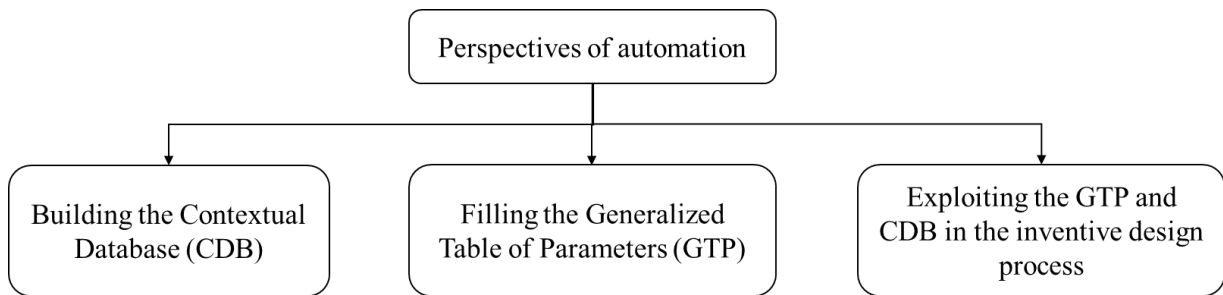 Perspectives of automation
Building the Contextual
Database (CDB)
Filling the Generalized
Table of Parameters (GTP)
Exploiting the GTP and
CDB in the inventive design
process